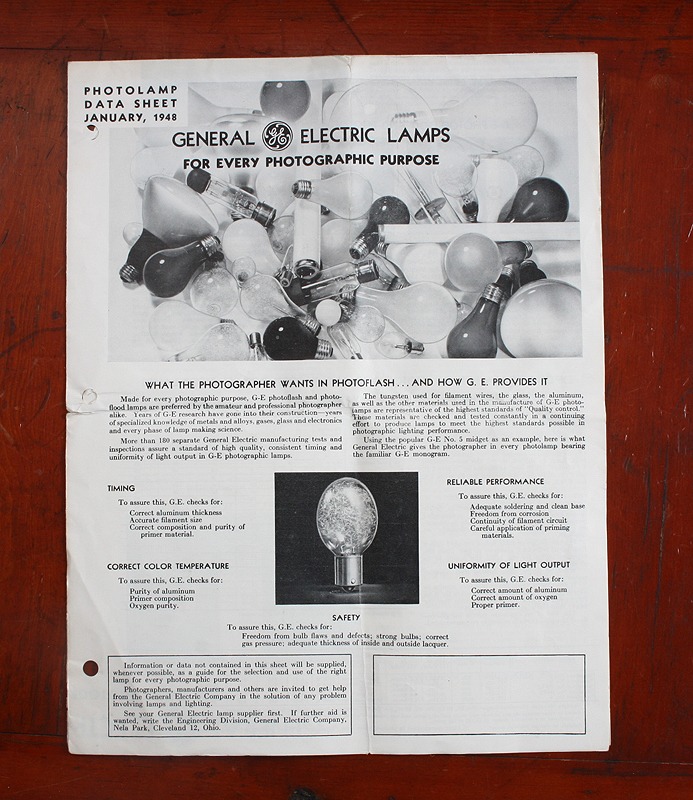 PHOTOLAMP
DATA SHEET
JANUARY, 1948
GENERAL GE ELECTRIC LAMPS
FOR EVERY PHOTOGRAPHIC PURPOSE
WHAT THE PHOTOGRAPHER WANTS IN PHOTOFLASH...AND HOW G. E. PROVIDES IT
Made for every photographic purpose, G-E photoflash and photo-
flood lamps are preferred by the amateur and professional photographer
alike. Years of G-E research have gone into their construction—years
of specialized knowledge of metals and alloys, gases, glass and electronics
and every phase of lamp making science.
More than 180 separate General Electric manufacturing tests and
inspections assure a standard of high quality, consistent timing and
uniformity of light output in G-E photographic lamps.
The tungsten used for filament wires, the glass, the aluminum,
as well as the other materials used in the manufacture of G-E photo-
lamps are representative of the highest standards of "Quality control."
These materials are checked and tested constantly in a continuing
effort to produce lamps to meet the highest standards possible in
photographic lighting performance.
Using the popular G-E No. 5 midget as an example, here is what
General Electric gives the photographer in every photolamp bearing
the familiar G-E monogram.
TIMING
To assure this, G.E. checks for:
Correct aluminum thickness
Accurate filament size
Correct composition and purity of
primer material.
CORRECT COLOR TEMPERATURE
To assure this, G.E. checks for:
Purity of aluminum
Primer composition
Oxygen purity.
RELIABLE PERFORMANCE
To assure this, G.E. checks for:
Adequate soldering and clean base
Freedom from corrosion
Continuity of filament circuit
Careful application of priming
materials.
UNIFORMITY OF LIGHT OUTPUT
To assure this, G.E. checks for:
Correct amount of aluminum
Correct amount of oxygen
Proper primer.
SAFETY
To assure this, G.E. checks for:
Freedom from bulb flaws and defects; strong bulbs; correct
gas pressure; adequate thickness of inside and outside lacquer.
Information or data not contained in this sheet will be supplied,
whenever possible, as a guide for the selection and use of the right
lamp for every photographic purpose.
Photographers, manufacturers and others are invited to get help
from the General Electric Company in the solution of any problem
involving lamps and lighting.
See your General Electric lamp supplier first. If further aid is
wanted, write the Engineering Division, General Electric Company,
Nela Park, Cleveland 12, Ohio.